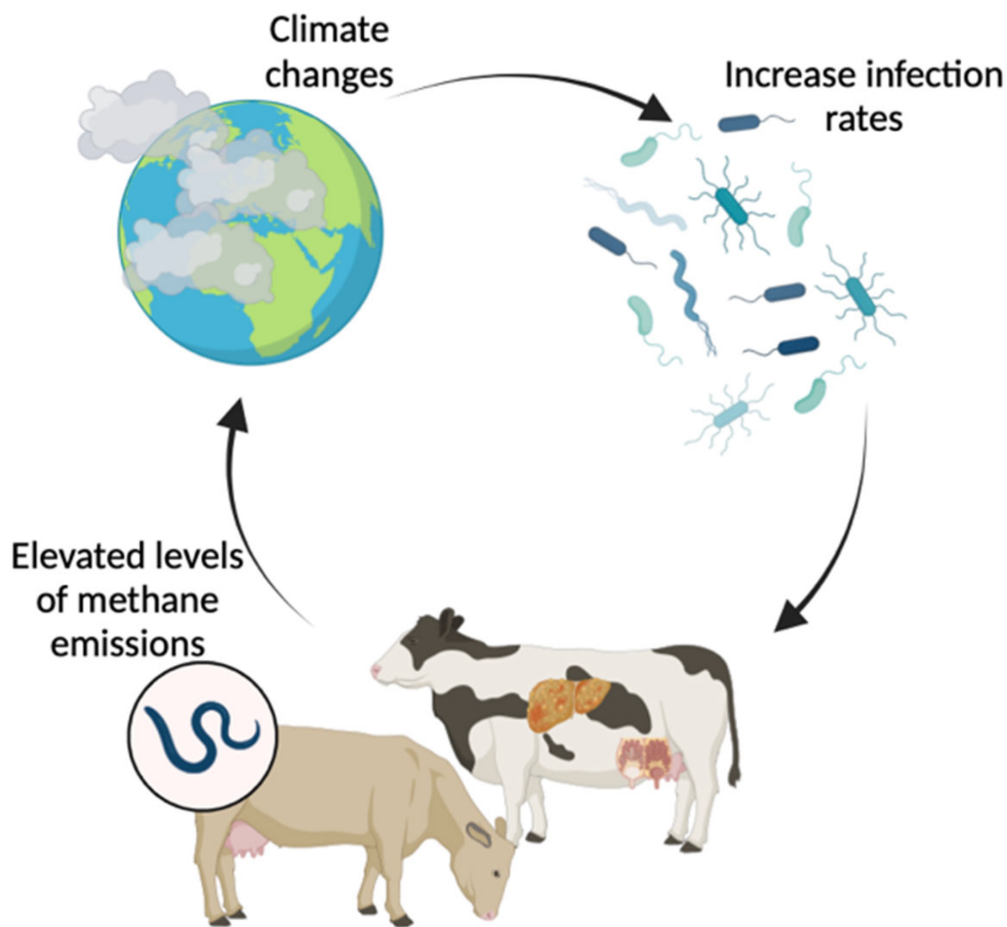 Climate
changes
Increase infection
rates
Elevated levels
of methane
emissions